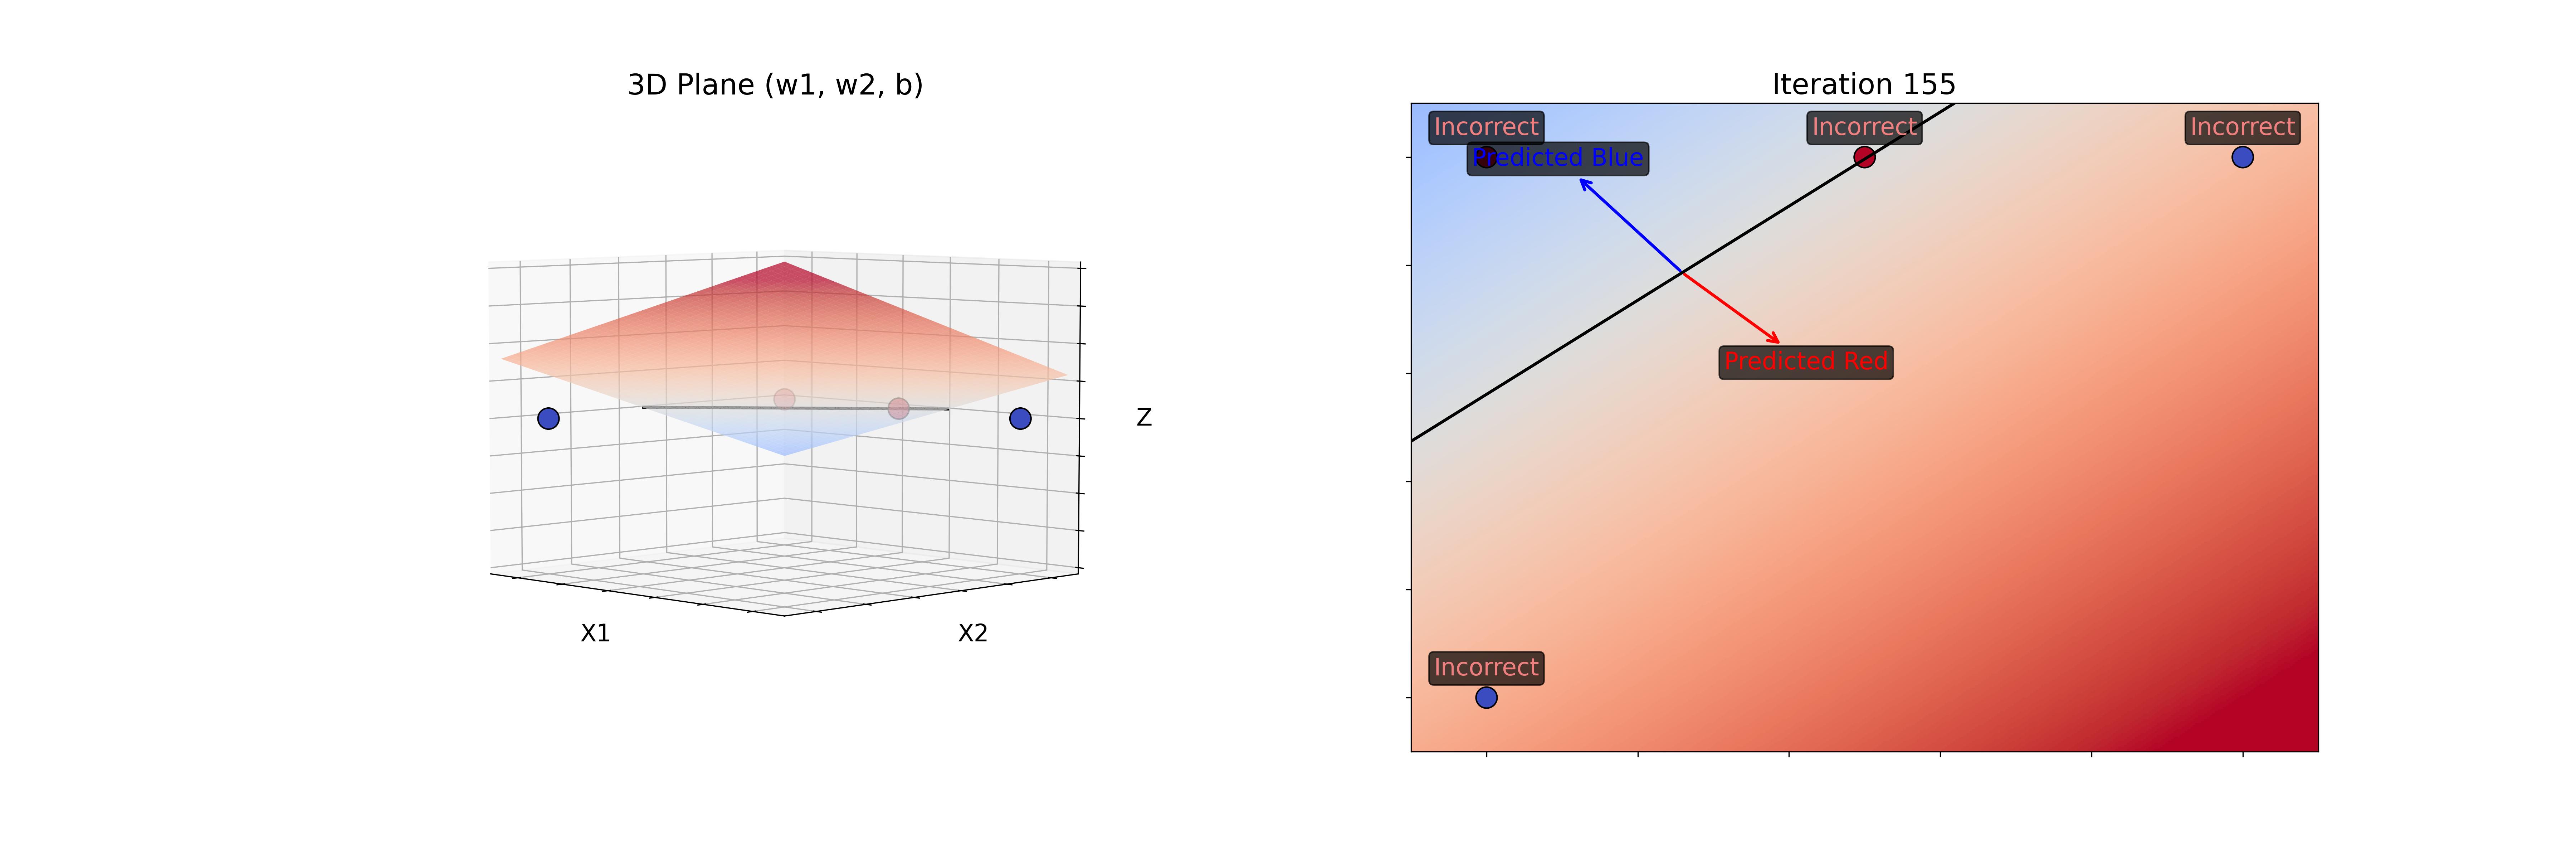 3D Plane (w1, w2, b)
Z
X1
X2
Iteration 155
Incorrect
Incorrect
Incorrect
Predicted Blue
Predicted Red
Incorrect